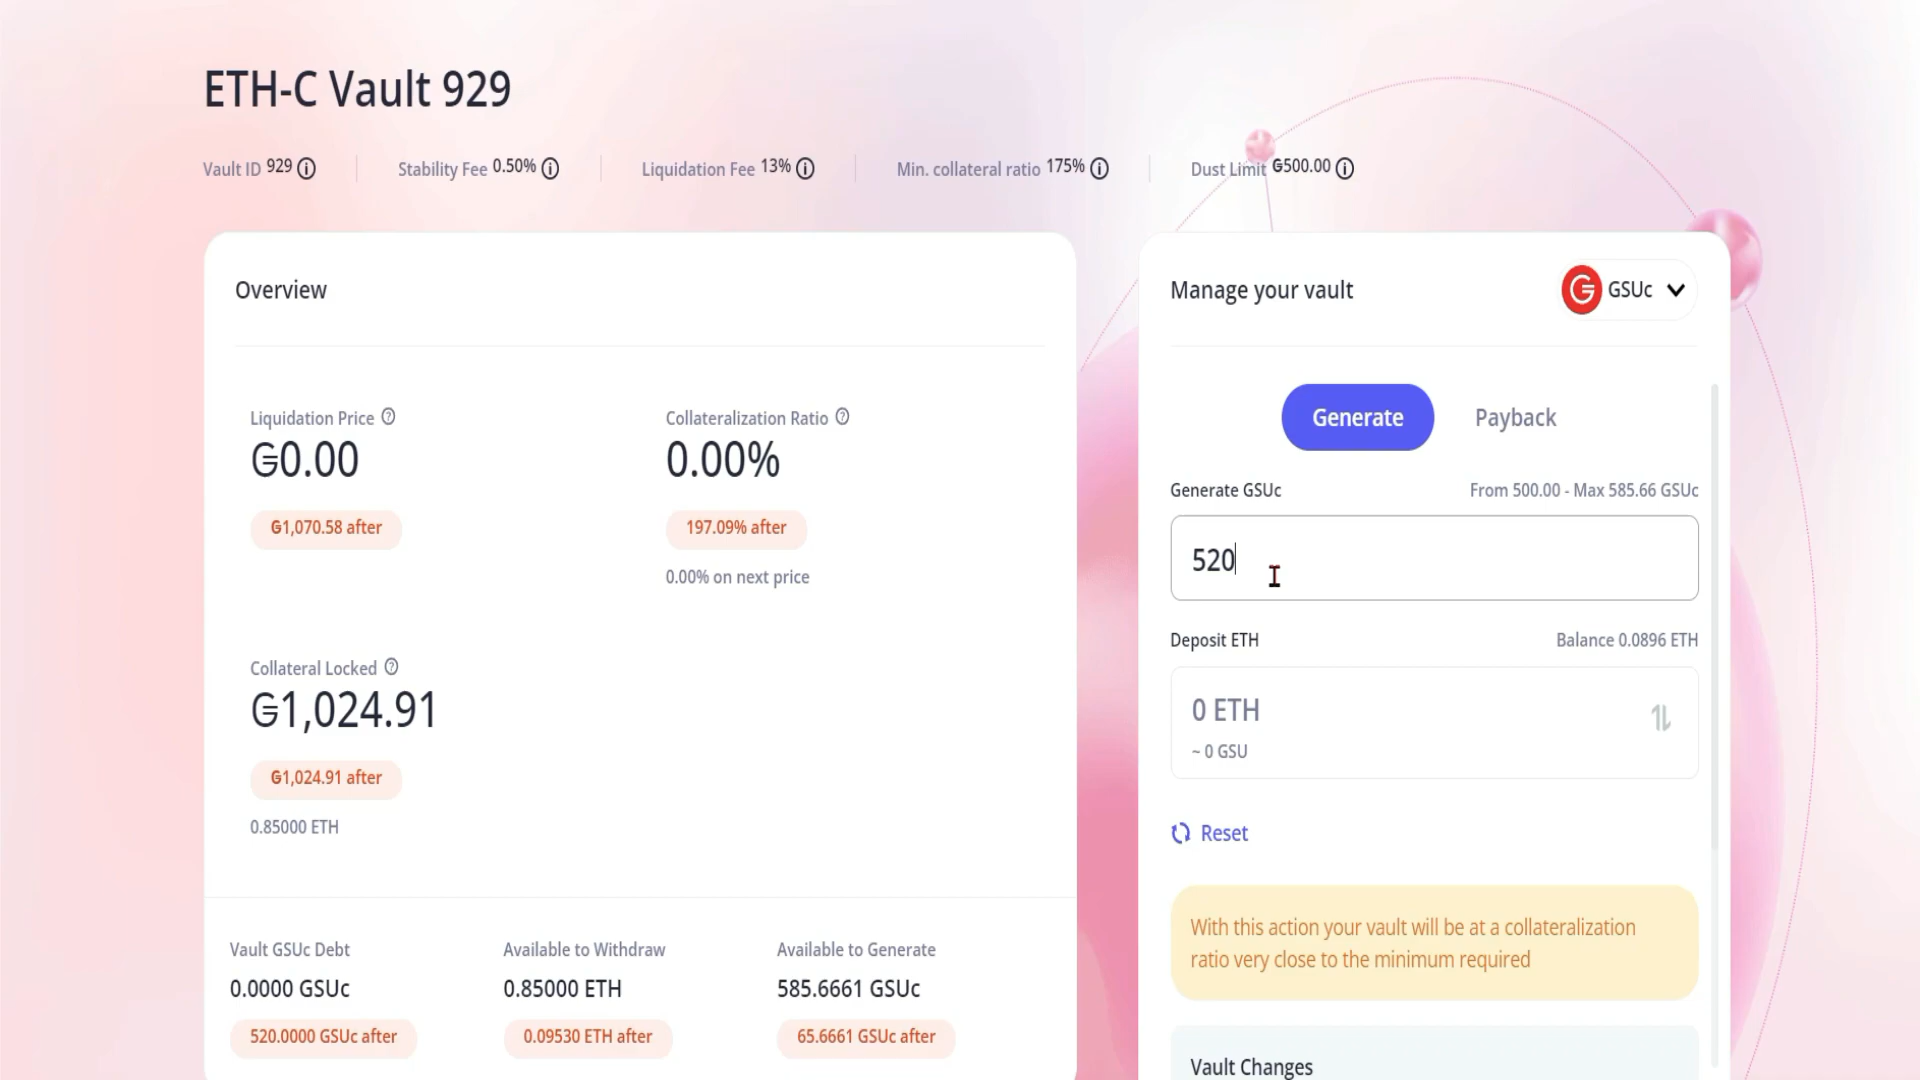 ETH-C Vault 929
Vault ID 929
Stability Fee 0.50%
Liquidation Fee 13%
Min. collateral ratio 175%
Dust Limit ₲500.00
Overview
Liquidation Price
₲0.00
₲1,070.58 after
Collateralization Ratio
0.00%
197.09% after
0.00% on next price
Collateral Locked
₲1,024.91
₲1,024.91 after
0.85000 ETH
Vault GSUc Debt
0.0000 GSUc
520.0000 GSUc after
Available to Withdraw
0.85000 ETH
0.09530 ETH after
Available to Generate
585.6661 GSUc
65.6661 GSUc after
Manage your vault
GSUc
Generate
Payback
Generate GSUc
From 500.00 - Max 585.66 GSUc
520
Deposit ETH
Balance 0.0896 ETH
0 ETH
~ 0 GSU
Reset
With this action your vault will be at a collateralization
ratio very close to the minimum required
Vault Changes